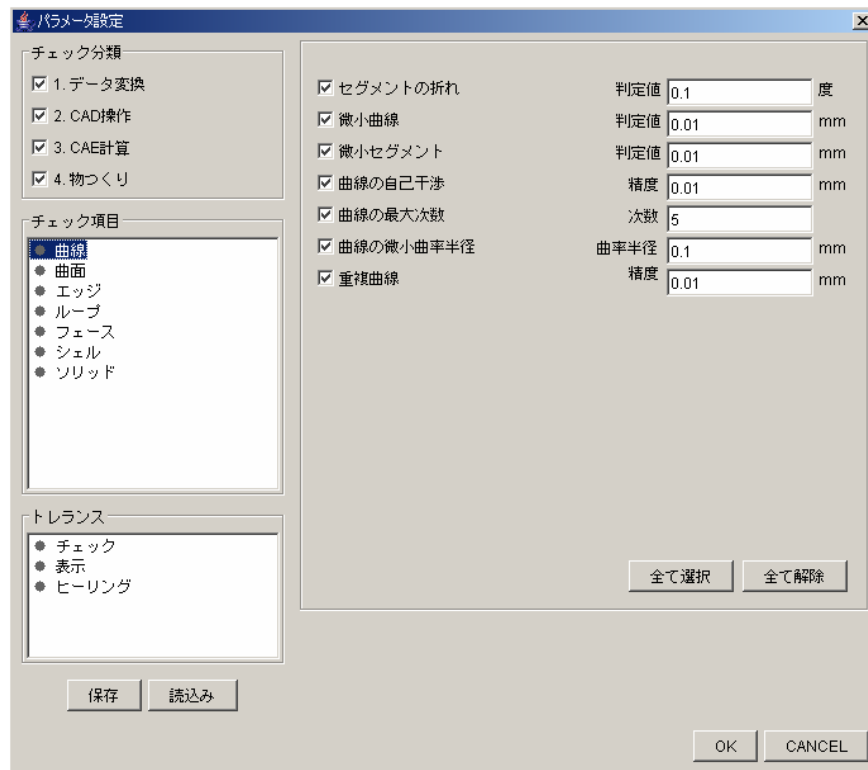 パラメータ設定
チェック分類
1. データ変換
2. CAD操作
3. CAE計算
4. 物つくり
チェック項目
曲線
曲面
エッジ
ループ
フェース
シェル
ソリッド
トレランス
チェック
表示
ヒーリング
保存 読込み
セグメントの折れ 判定値 0.1 度
微小曲線 判定値 0.01 mm
微小セグメント 判定値 0.01 mm
曲線の自己干渉 精度 0.01 mm
曲線の最大次数 次数 5
曲線の微小曲率半径 曲率半径 0.1 mm
重複曲線 精度 0.01 mm
全て選択 全て解除
OK CANCEL